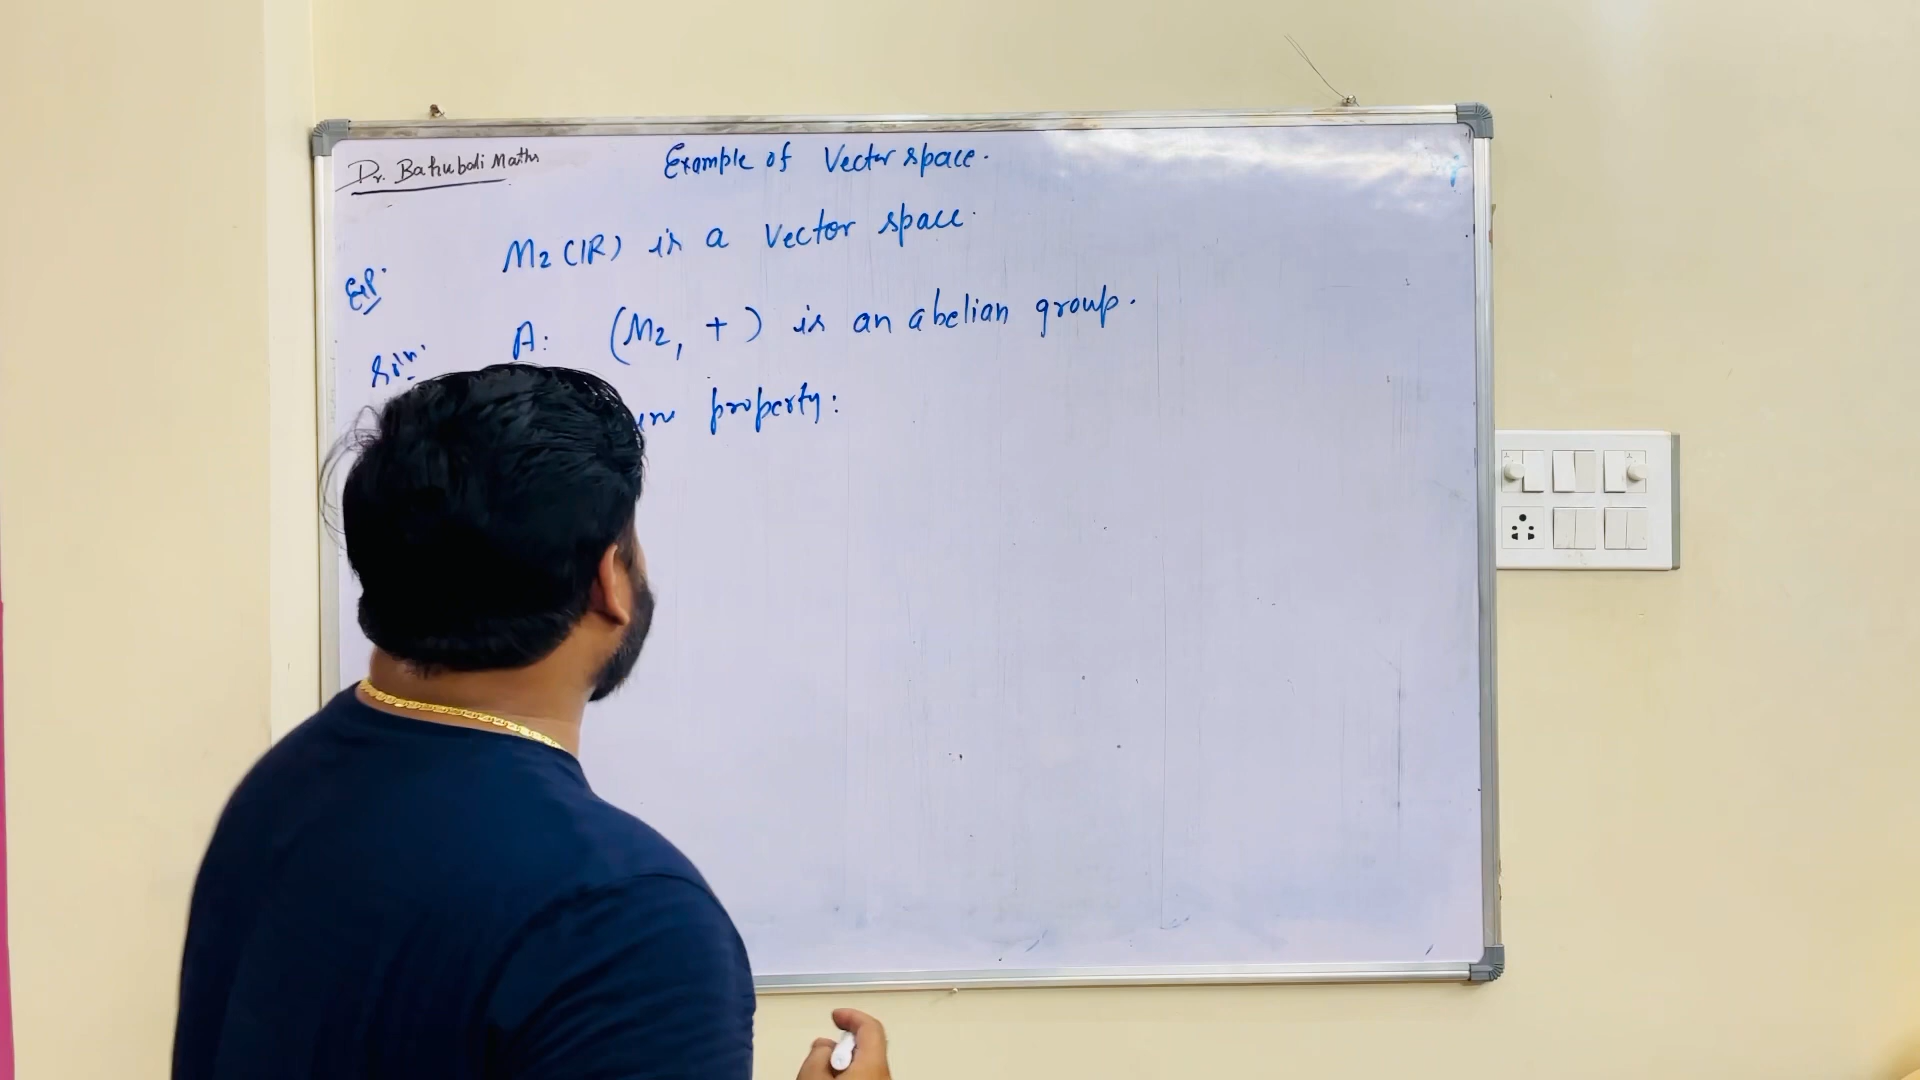 Dr. Bahubali Maths
Example of Vector space.
Exp: M2 (IR) is a vector space.
Soln: A: (M2, +) is an abelian group.
property: